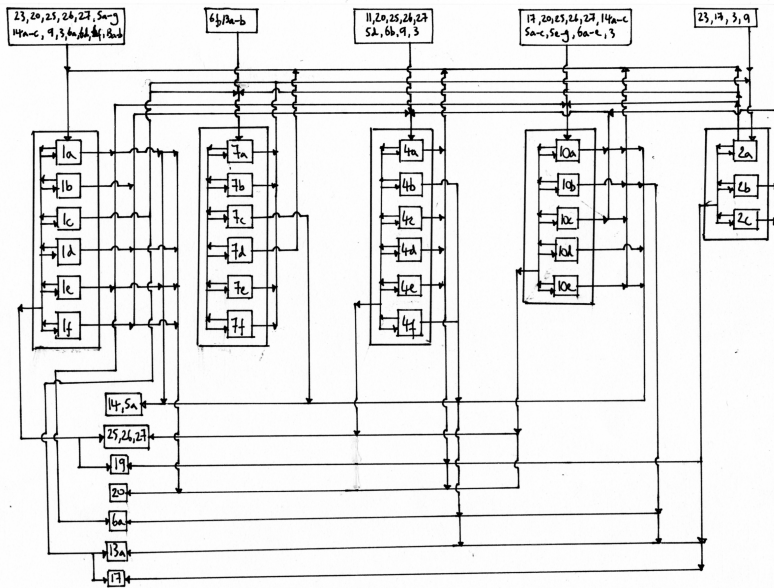 23, 20, 25, 26, 27, 5a-g
14a-c, 9, 3, 6a, 6d, 6f, 13a-b
6f, 13a-b
11, 20, 25, 26, 27
5d, 6b, 9, 3
17, 20, 25, 26, 27, 14a-c
5a-c, 5e-g, 6a-e, 3
23, 17, 3, 9
1a
1b
1c
1d
1e
1f
7a
7b
7c
7d
7e
7f
4a
4b
4c
4d
4e
4f
10a
10b
10c
10d
10e
2a
2b
2c
14, 5a
25, 26, 27
19
20
6a
13a
17